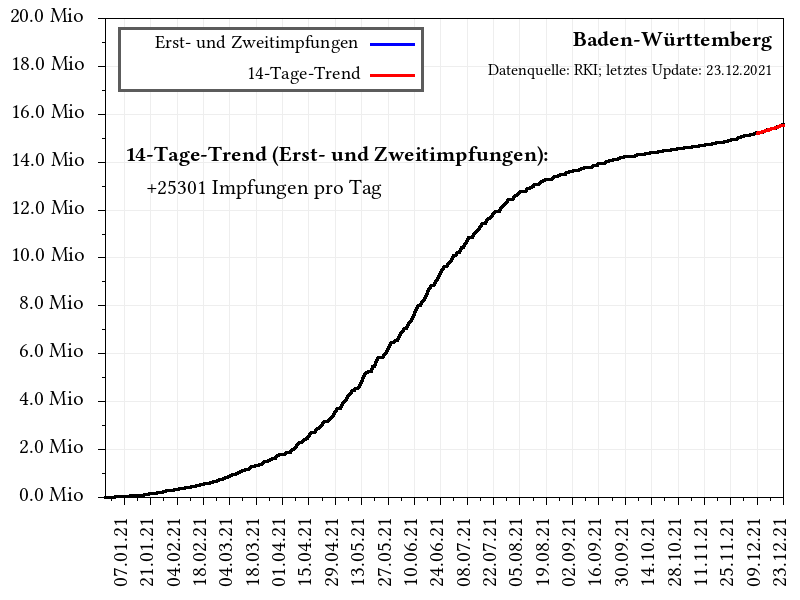 20.0 Mio
18.0 Mio
16.0 Mio
14.0 Mio
12.0 Mio
10.0 Mio
8.0 Mio
6.0 Mio
4.0 Mio
2.0 Mio
0.0 Mio
Erst- und Zweitimpfungen
14-Tage-Trend
Baden-Württemberg
Datenquelle: RKI; letztes Update: 23.12.2021
14-Tage-Trend (Erst- und Zweitimpfungen):
+25301 Impfungen pro Tag
07.01.21
21.01.21
04.02.21
18.02.21
04.03.21
18.03.21
01.04.21
15.04.21
29.04.21
13.05.21
27.05.21
10.06.21
24.06.21
08.07.21
22.07.21
05.08.21
19.08.21
02.09.21
16.09.21
30.09.21
14.10.21
28.10.21
11.11.21
25.11.21
09.12.21
23.12.21